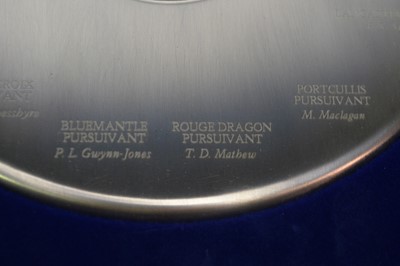 PORTCULLIS
PURSUIVANT
M. Maclagan
BLUEMANTLE
PURSUIVANT
P. L. Gwynn-Jones
ROUGE DRAGON
PURSUIVANT
T. D. Mathew